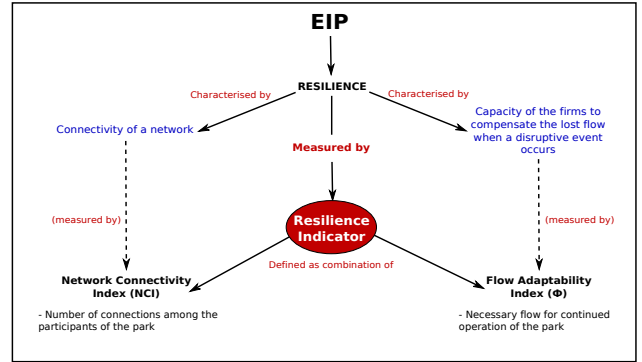 EIP
RESILIENCE
Characterised by
Characterised by
Connectivity of a network
Capacity of the firms to
compensate the lost flow
when a disruptive event
occurs
Measured by
(measured by)
(measured by)
Resilience
Indicator
Defined as combination of
Network Connectivity
Index (NCI)
- Number of connections among the
participants of the park
Flow Adaptability
Index (Φ)
- Necessary flow for continued
operation of the park